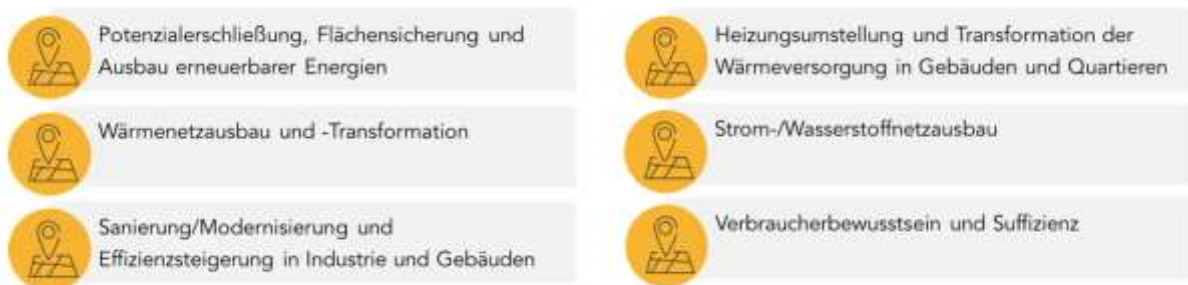 Potenzialerschließung, Flächensicherung und
Ausbau erneuerbarer Energien
Wärmenetzausbau und -Transformation
Sanierung/Modernisierung und
Effizienzsteigerung in Industrie und Gebäuden
Heizungsumstellung und Transformation der
Wärmeversorgung in Gebäuden und Quartieren
Strom-/Wasserstoffnetzausbau
Verbraucherbewusstsein und Suffizienz